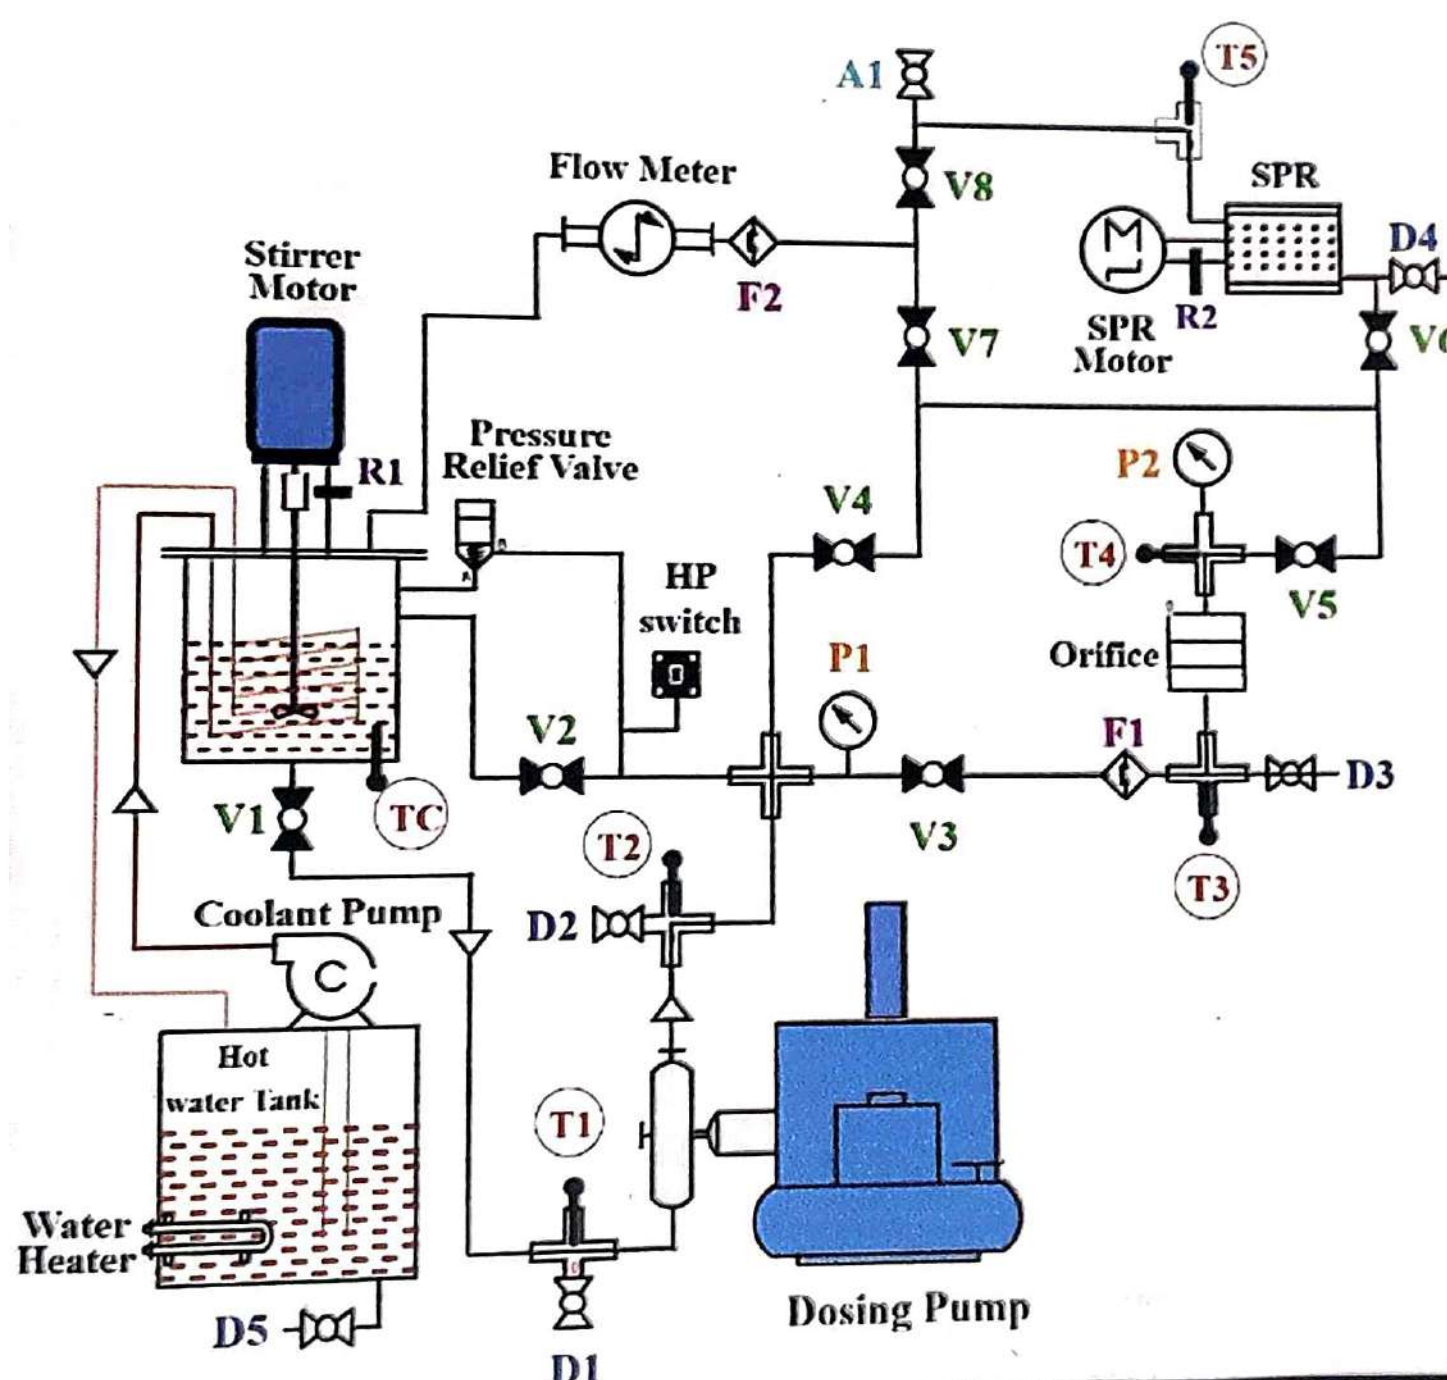 T5
A1
Flow Meter
V8
SPR
D4
Stirrer
Motor
F2
R2
SPR
Motor
V7
V6
Pressure
Relief Valve
R1
P2
V4
T4
HP
switch
V5
Orifice
P1
V2
F1
V1
TC
D3
T2
V3
T3
Coolant Pump
D2
C
Hot
water Tank
T1
Water
Heater
D5
Dosing Pump
D1